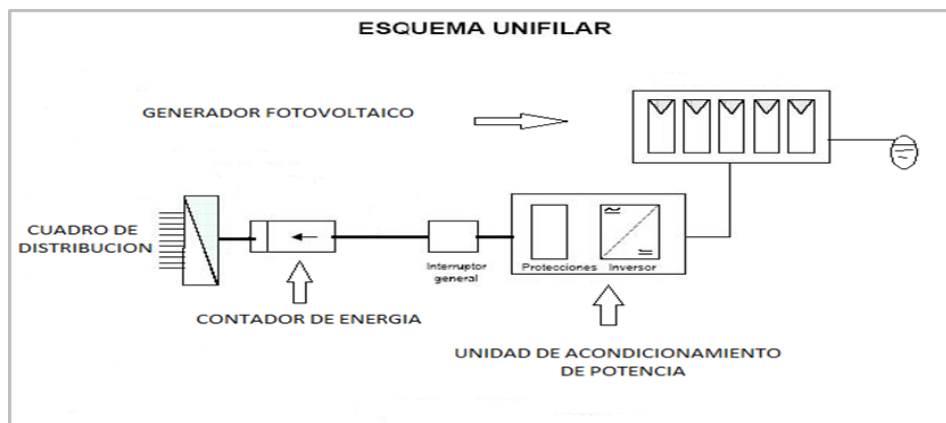 ESQUEMA UNIFILAR
GENERADOR FOTOVOLTAICO
CUADRO DE
DISTRIBUCION
Interruptor
general
Protecciones
Inversor
CONTADOR DE ENERGIA
UNIDAD DE ACONDICIONAMIENTO
DE POTENCIA